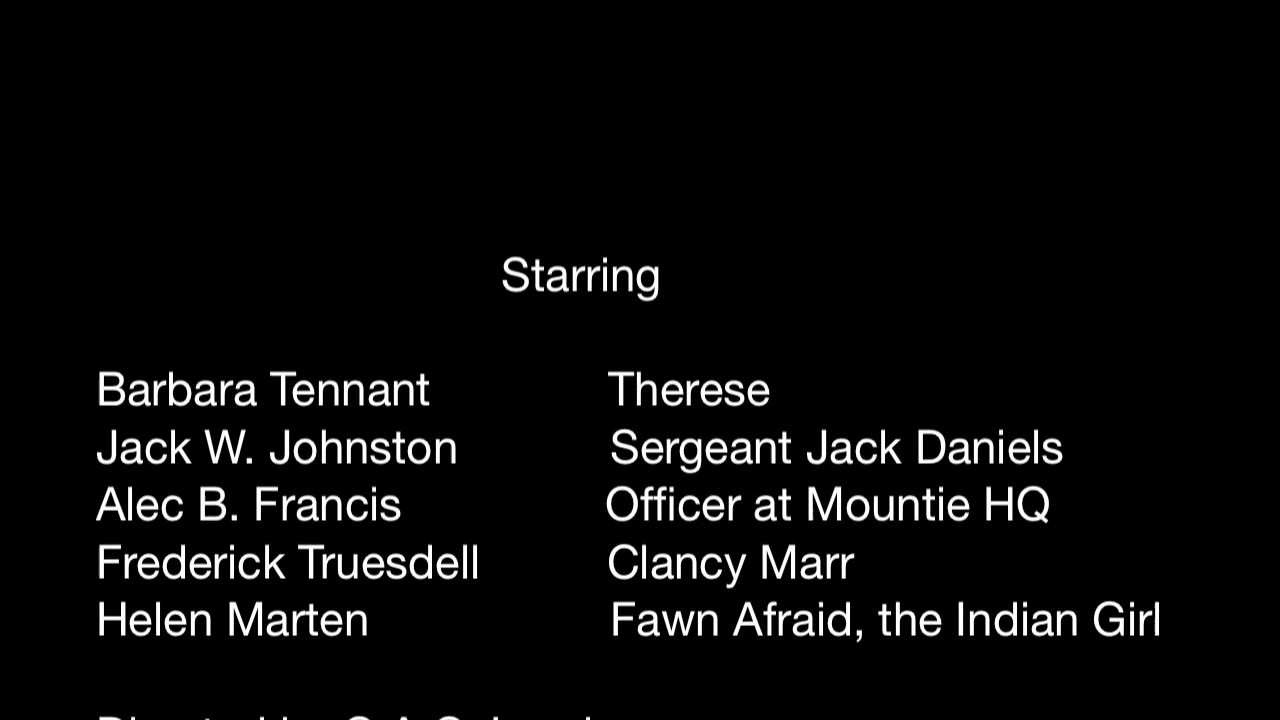 Starring
Barbara Tennant Therese
Jack W. Johnston Sergeant Jack Daniels
Alec B. Francis Officer at Mountie HQ
Frederick Truesdell Clancy Marr
Helen Marten Fawn Afraid, the Indian Girl